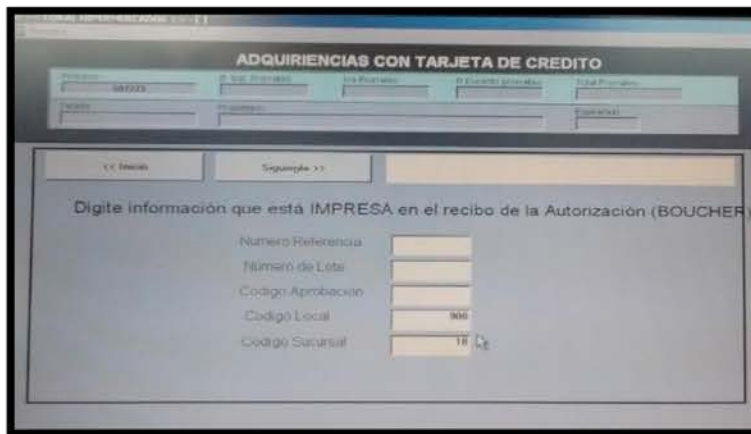 ADQUIRIENCIAS CON TARJETA DE CREDITO
Tarjeta
<< Inicio Siguiente >>
Digite información que está IMPRESA en el recibo de la Autorización (BOUCHER)
Numero Referencia
Número de Lote
Codigo Aprobacion
Codigo Local 900
Codigo Sucursal 18